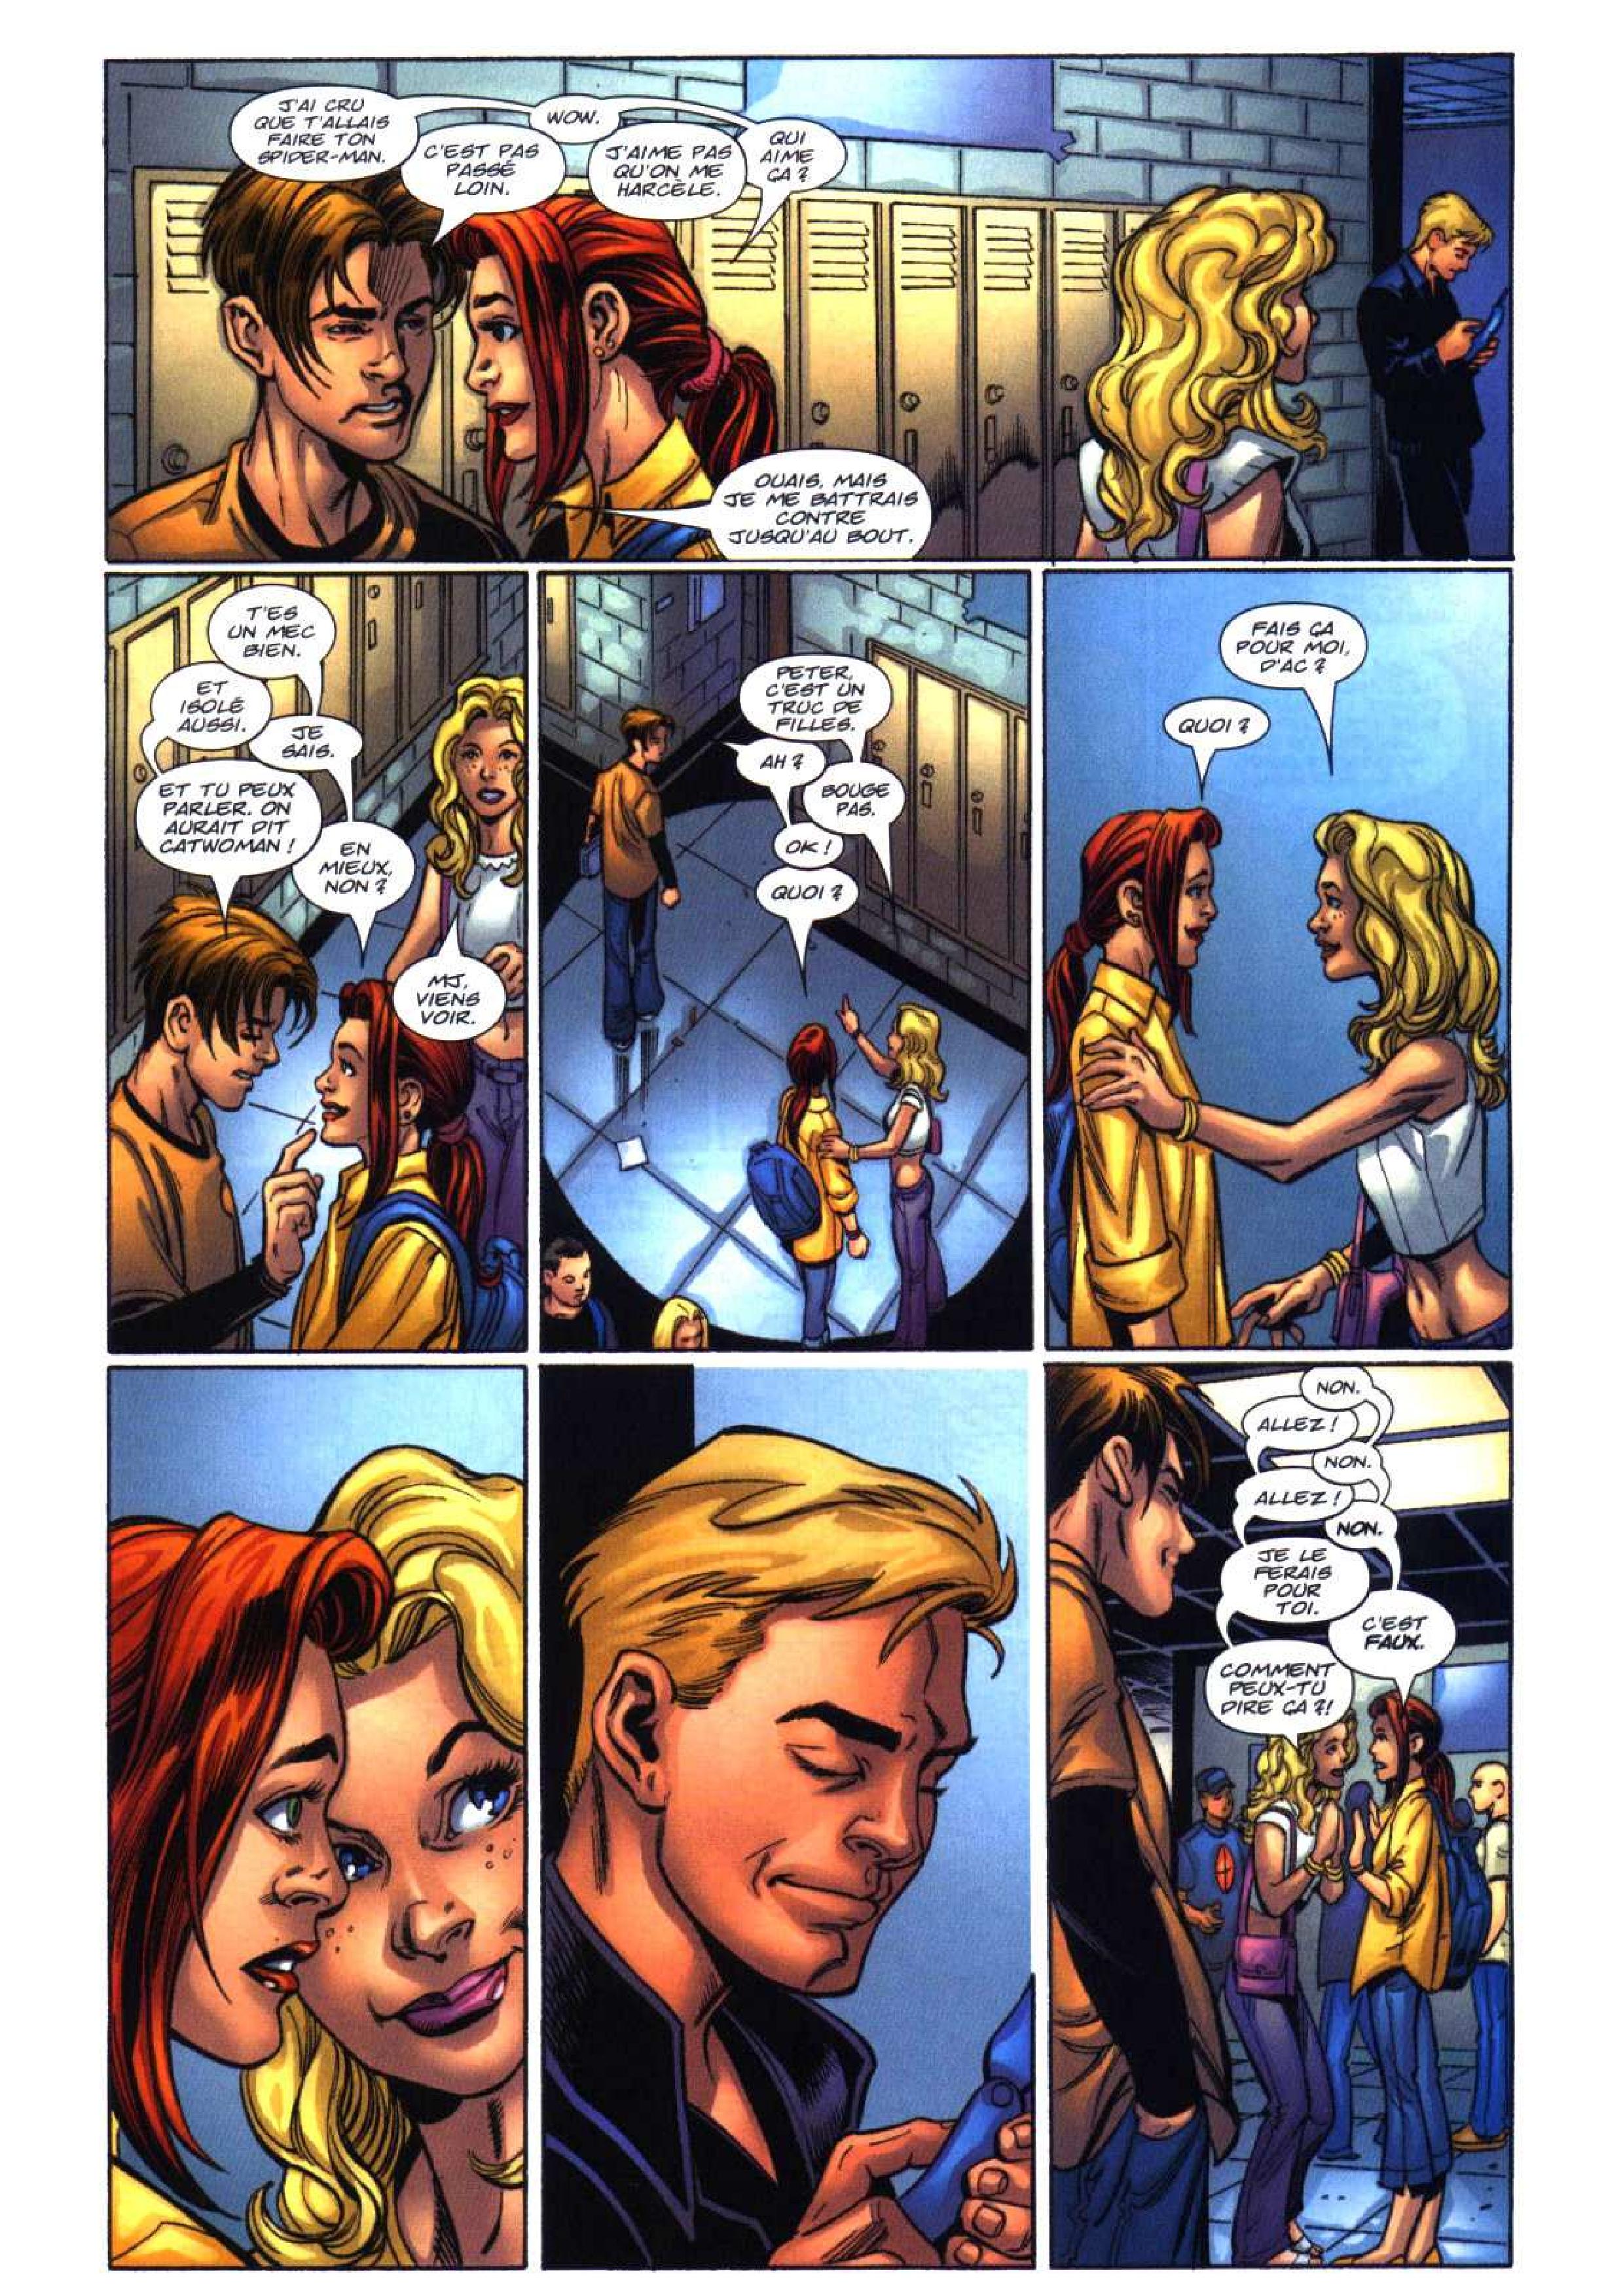 J'AI CRU
QUE T'ALLAIS
FAIRE TON
SPIDER-MAN.
C'EST PAS
PASSÉ
LOIN.
WOW.
J'AIME PAS
QU'ON ME
HARCÈLE.
QUI
AIME
ÇA ?
OUAIS, MAIS
JE ME BATTRAIS
CONTRE
JUSQU'AU BOUT.
T'ES
UN MEC
BIEN.
ET
ISOLÉ
AUSSI.
JE
SAIS.
ET TU PEUX
PARLER. ON
AURAIT DIT
CATWOMAN !
EN
MIEUX,
NON ?
MJ,
VIENS
VOIR.
PETER,
C'EST UN
TRUC DE
FILLES.
AH ?
BOUGE
PAS.
OK !
QUOI ?
FAIS ÇA
POUR MOI,
D'AC ?
QUOI ?
NON.
ALLEZ !
NON.
ALLEZ !
NON.
JE LE
FERAIS
POUR
TOI.
C'EST
FAUX.
COMMENT
PEUX-TU
DIRE ÇA ?!